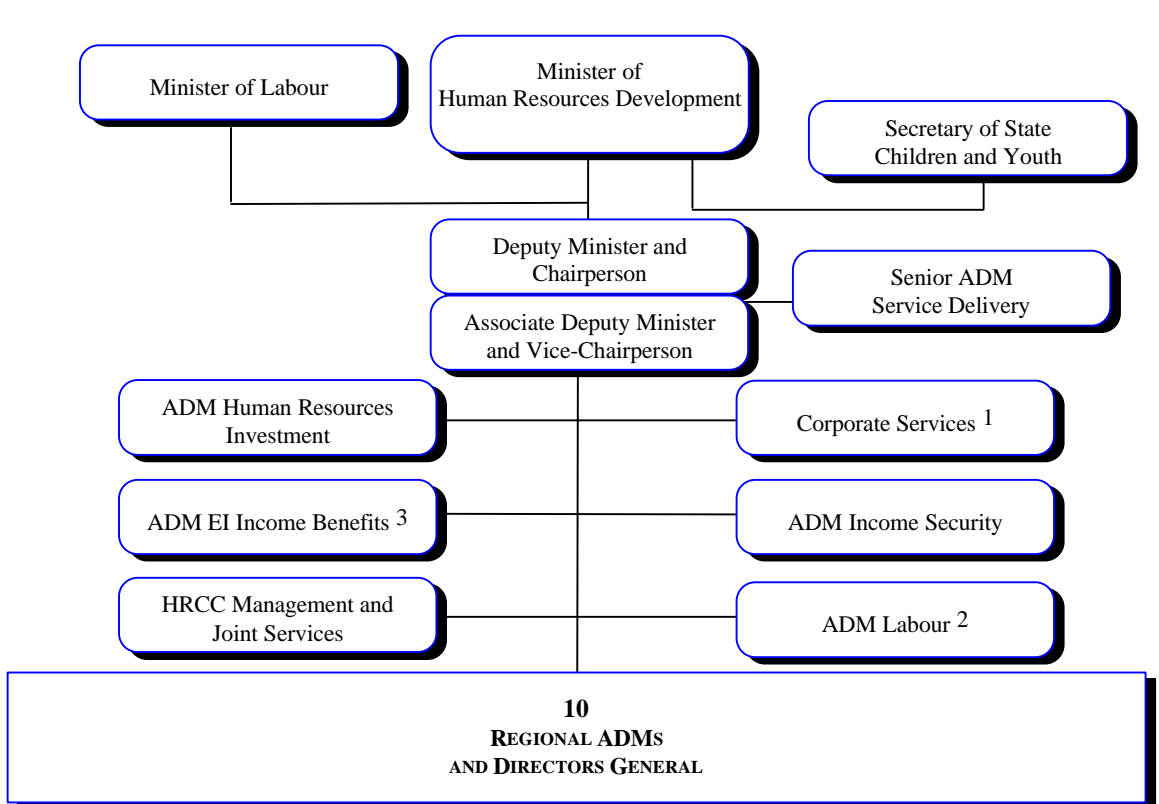 Minister of Labour
Minister of
Human Resources Development
Secretary of State
Children and Youth
Deputy Minister and
Chairperson
Senior ADM
Service Delivery
Associate Deputy Minister
and Vice-Chairperson
ADM Human Resources
Investment
Corporate Services 1
ADM EI Income Benefits 3
ADM Income Security
HRCC Management and
Joint Services
ADM Labour 2
10
REGIONAL ADMS
AND DIRECTORS GENERAL